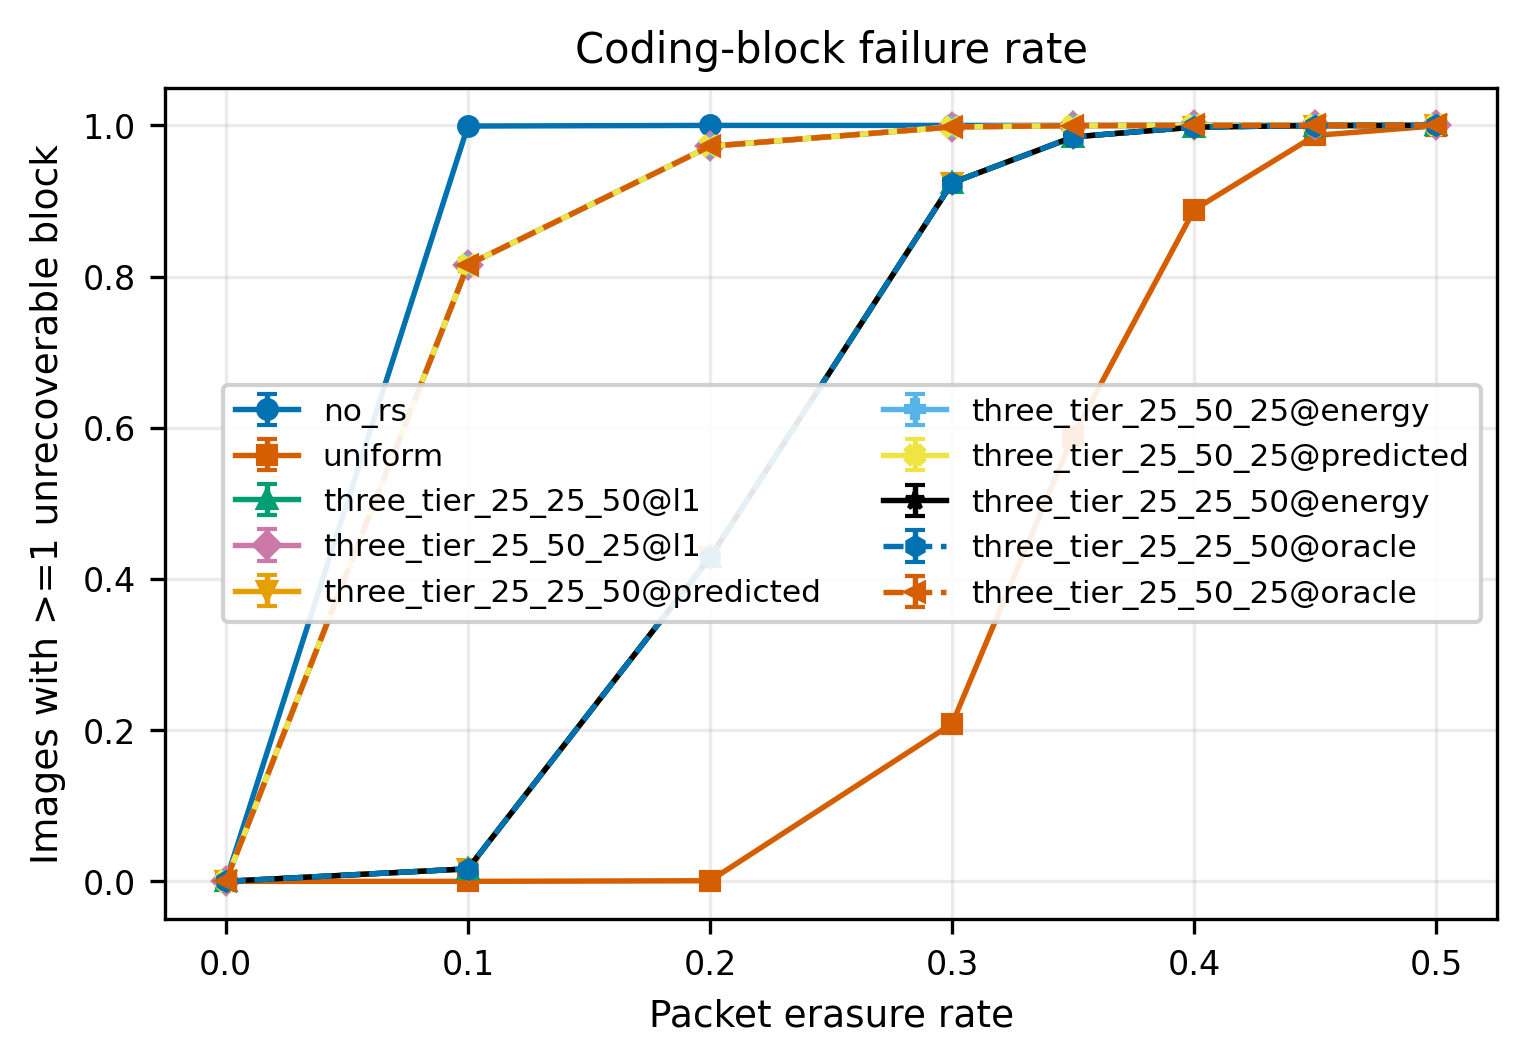 Coding-block failure rate
Images with >=1 unrecoverable block
1.0
0.8
0.6
0.4
0.2
0.0
no_rs
uniform
three_tier_25_25_50@l1
three_tier_25_50_25@l1
three_tier_25_25_50@predicted
three_tier_25_50_25@energy
three_tier_25_50_25@predicted
three_tier_25_25_50@energy
three_tier_25_25_50@oracle
three_tier_25_50_25@oracle
0.0 0.1 0.2 0.3 0.4 0.5
Packet erasure rate